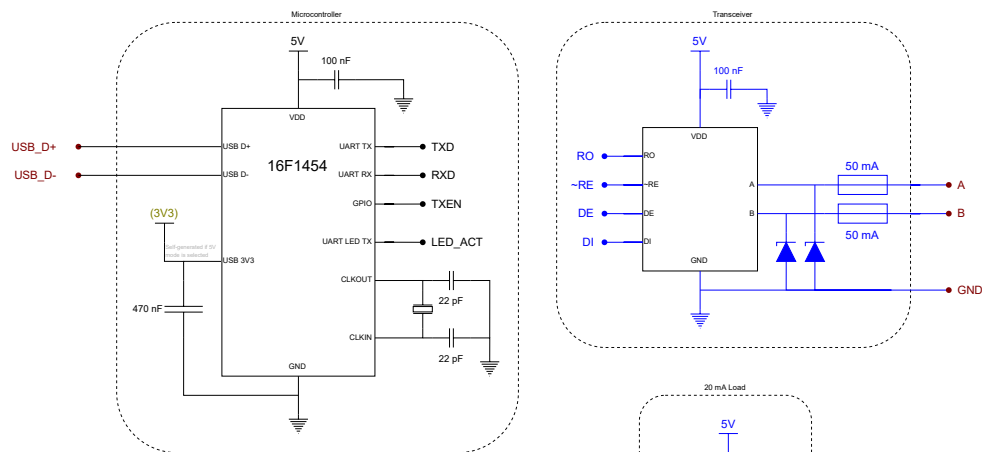 Microcontroller
5V
100 nF
VDD
USB_D+
USB D+
16F1454
UART TX
TXD
USB_D-
USB D-
UART RX
RXD
(3V3)
GPIO
TXEN
Self-generated if 5V
mode is selected
UART LED TX
LED_ACT
USB 3V3
CLKOUT
470 nF
22 pF
CLKIN
22 pF
GND
Transceiver
5V
100 nF
VDD
RO
RO
50 mA
~RE
~RE
A
A
DE
DE
B
B
50 mA
DI
DI
GND
GND
20 mA Load
5V